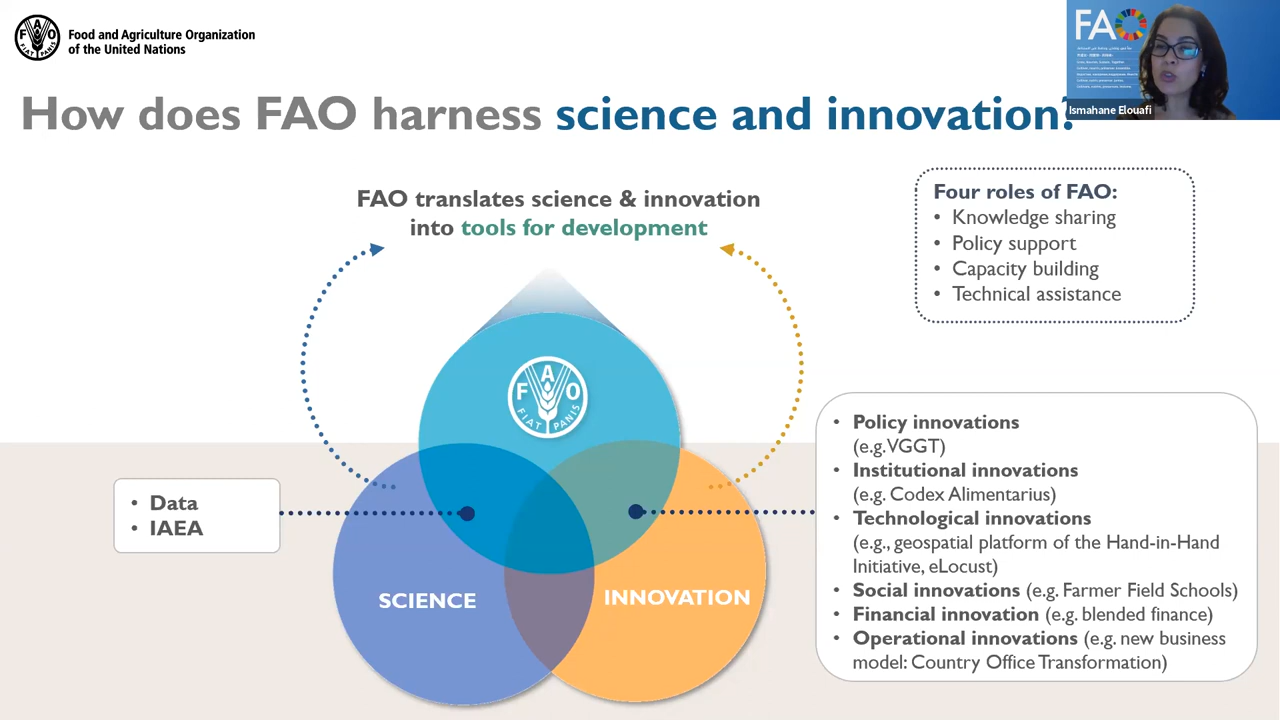 Food and Agriculture Organization
of the United Nations
FAO
Ismahane Elouafi
How does FAO harness science and innovation?
FAO translates science & innovation
into tools for development
Four roles of FAO:
• Knowledge sharing
• Policy support
• Capacity building
• Technical assistance
F A O
FIAT PANIS
• Data
• IAEA
SCIENCE
INNOVATION
• Policy innovations
(e.g. VGGT)
• Institutional innovations
(e.g. Codex Alimentarius)
• Technological innovations
(e.g., geospatial platform of the Hand-in-Hand
Initiative, eLocust)
• Social innovations (e.g. Farmer Field Schools)
• Financial innovation (e.g. blended finance)
• Operational innovations (e.g. new business
model: Country Office Transformation)